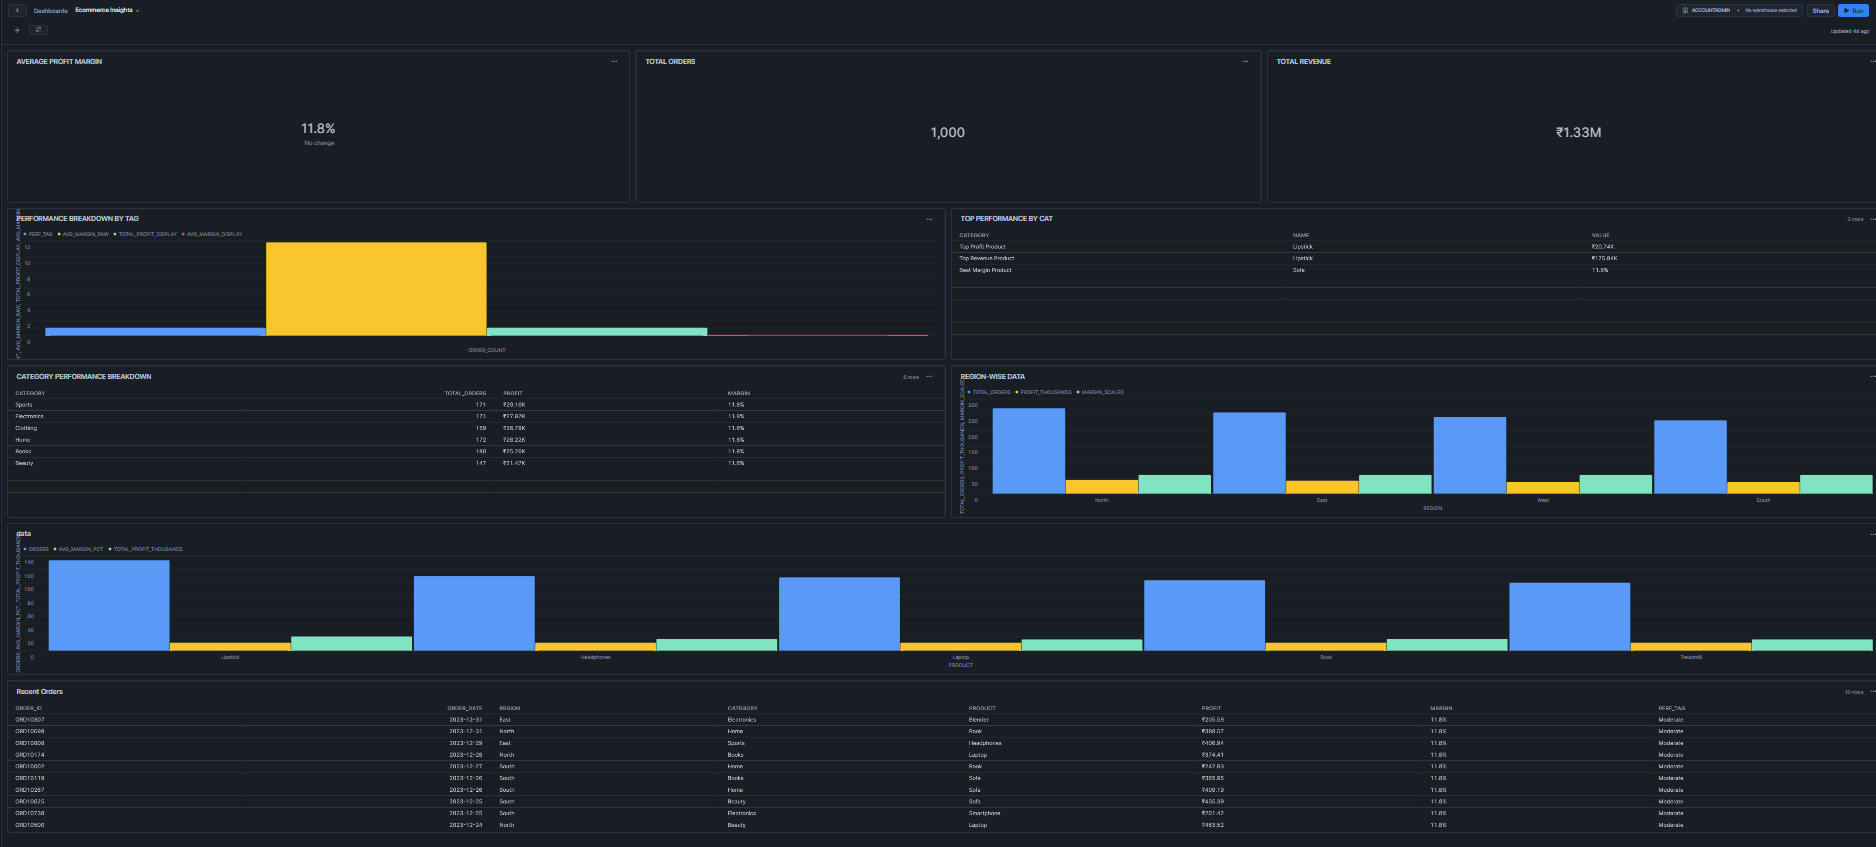 Dashboards Ecommerce Insights
ACCOUNTADMIN • No warehouse selected Share Run
Updated 4d ago
AVERAGE PROFIT MARGIN
11.8%
No change
TOTAL ORDERS
1,000
TOTAL REVENUE
₹1.33M
PERFORMANCE BREAKDOWN BY TAG
PERF_TAG AVG_MARGIN_RAW TOTAL_PROFIT_DISPLAY AVG_MARGIN_DISPLAY
12
10
8
6
4
2
0
ORDER_COUNT
TOP PERFORMANCE BY CAT
3 rows
CATEGORY NAME VALUE
Top Profit Product Lipstick ₹20.74K
Top Revenue Product Lipstick ₹175.94K
Best Margin Product Sofa 11.8%
CATEGORY PERFORMANCE BREAKDOWN
6 rows
CATEGORY TOTAL_ORDERS PROFIT MARGIN
Sports 171 ₹29.16K 11.8%
Electronics 171 ₹27.97K 11.8%
Clothing 159 ₹26.78K 11.8%
Home 172 ₹26.22K 11.8%
Books 180 ₹25.26K 11.8%
Beauty 147 ₹21.47K 11.8%
REGION-WISE DATA
TOTAL_ORDERS PROFIT_THOUSANDS MARGIN_SCALED
TOTAL_ORDERS, PROFIT_THOUSANDS, MARGIN_SCALED
300
250
200
150
100
50
0
North East West South
REGION
data
ORDERS AVG_MARGIN_PCT TOTAL_PROFIT_THOUSANDS
ORDERS, AVG_MARGIN_PCT, TOTAL_PROFIT_THOUSANDS
140
120
100
80
60
40
20
0
Lipstick Headphones Laptop Book Treadmill
PRODUCT
Recent Orders
10 rows
ORDER_ID ORDER_DATE REGION CATEGORY PRODUCT PROFIT MARGIN PERF_TAG
ORD10307 2023-12-31 East Electronics Blender ₹205.59 11.8% Moderate
ORD10698 2023-12-31 North Home Book ₹388.57 11.8% Moderate
ORD10808 2023-12-29 East Sports Headphones ₹406.94 11.8% Moderate
ORD10174 2023-12-28 North Books Laptop ₹374.41 11.8% Moderate
ORD10002 2023-12-27 South Home Book ₹242.93 11.8% Moderate
ORD10119 2023-12-26 South Books Sofa ₹365.95 11.8% Moderate
ORD10267 2023-12-26 South Home Sofa ₹409.19 11.8% Moderate
ORD10625 2023-12-25 South Beauty Sofa ₹435.39 11.8% Moderate
ORD10738 2023-12-25 South Electronics Smartphone ₹201.42 11.8% Moderate
ORD10500 2023-12-24 North Beauty Laptop ₹463.52 11.8% Moderate